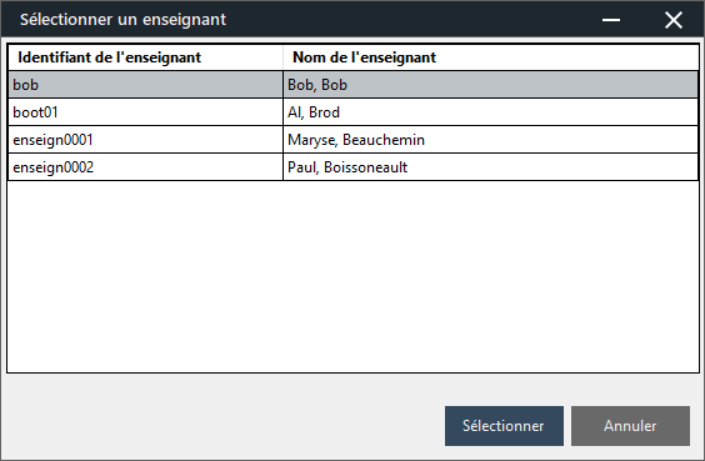 Sélectionner un enseignant
Identifiant de l'enseignant Nom de l'enseignant
bob Bob, Bob
boot01 Al, Brod
enseign0001 Maryse, Beauchemin
enseign0002 Paul, Boissoneault
Sélectionner Annuler